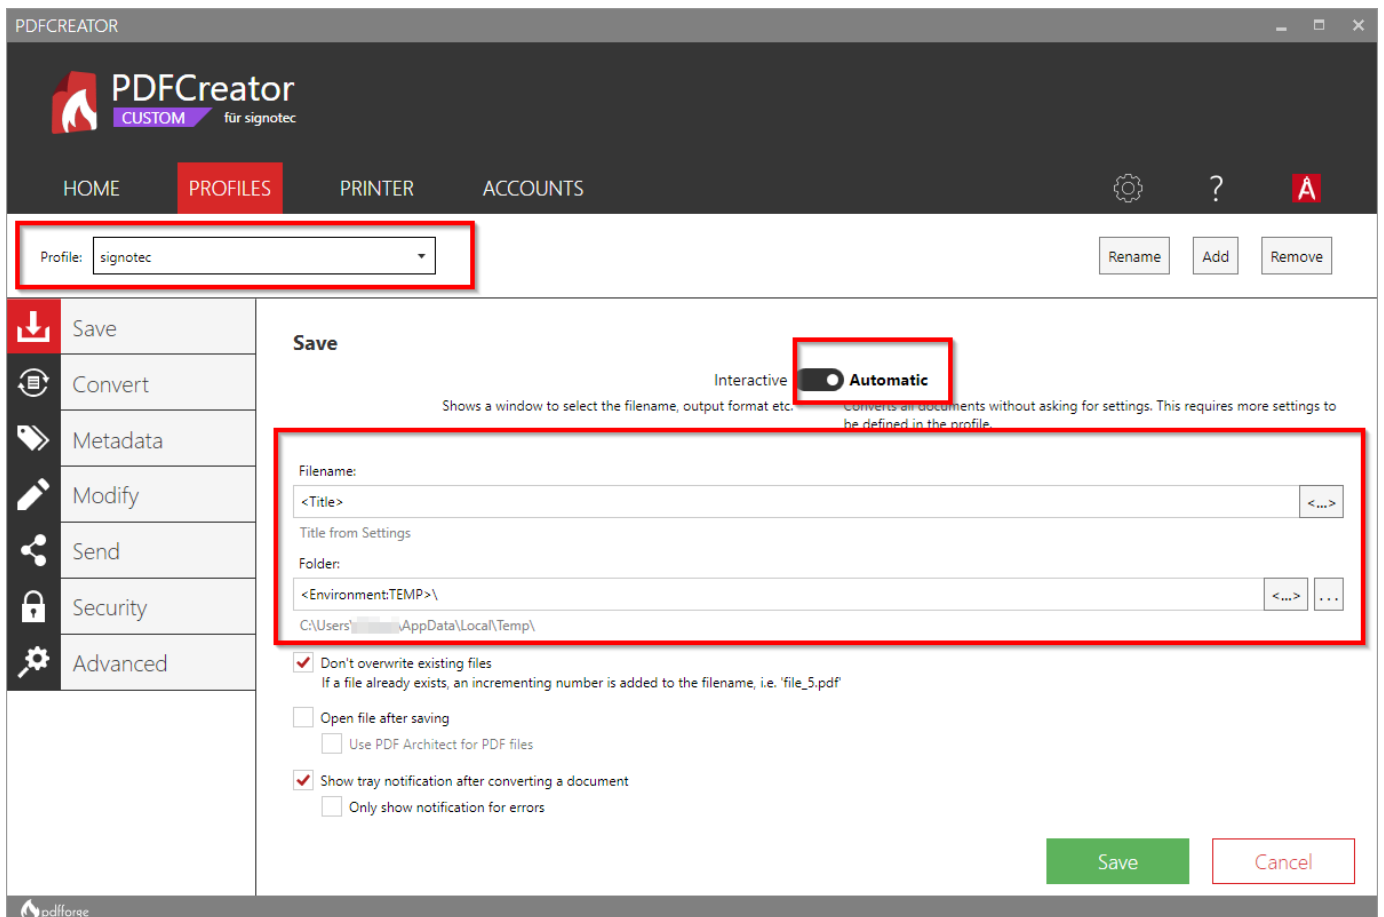 PDFCREATOR
PDFCreator
CUSTOM für signotec
HOME PROFILES PRINTER ACCOUNTS ?
Profile: signotec Rename Add Remove
Save
Convert
Metadata
Modify
Send
Security
Advanced
Save
Interactive Automatic
Shows a window to select the filename, output format etc.
Converts all documents without asking for settings. This requires more settings to
be defined in the profile.
Filename:
<Title> <...>
Title from Settings
Folder:
<Environment:TEMP>\ <...> ...
C:\Users\ \AppData\Local\Temp\
Don't overwrite existing files
If a file already exists, an incrementing number is added to the filename, i.e. 'file_5.pdf'
Open file after saving
Use PDF Architect for PDF files
Show tray notification after converting a document
Only show notification for errors
Save Cancel
pdfforge